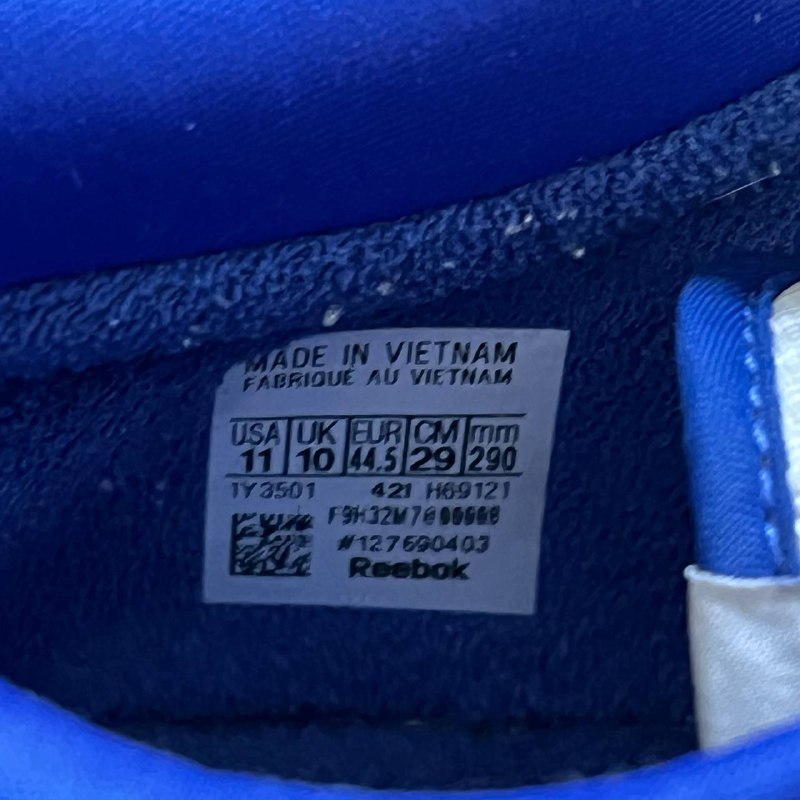 MADE IN VIETNAM
FABRIQUÉ AU VIETNAM
USA UK EUR CM mm
11 10 44.5 29 290
1Y3501 421 H69121
#127690403
Reebok